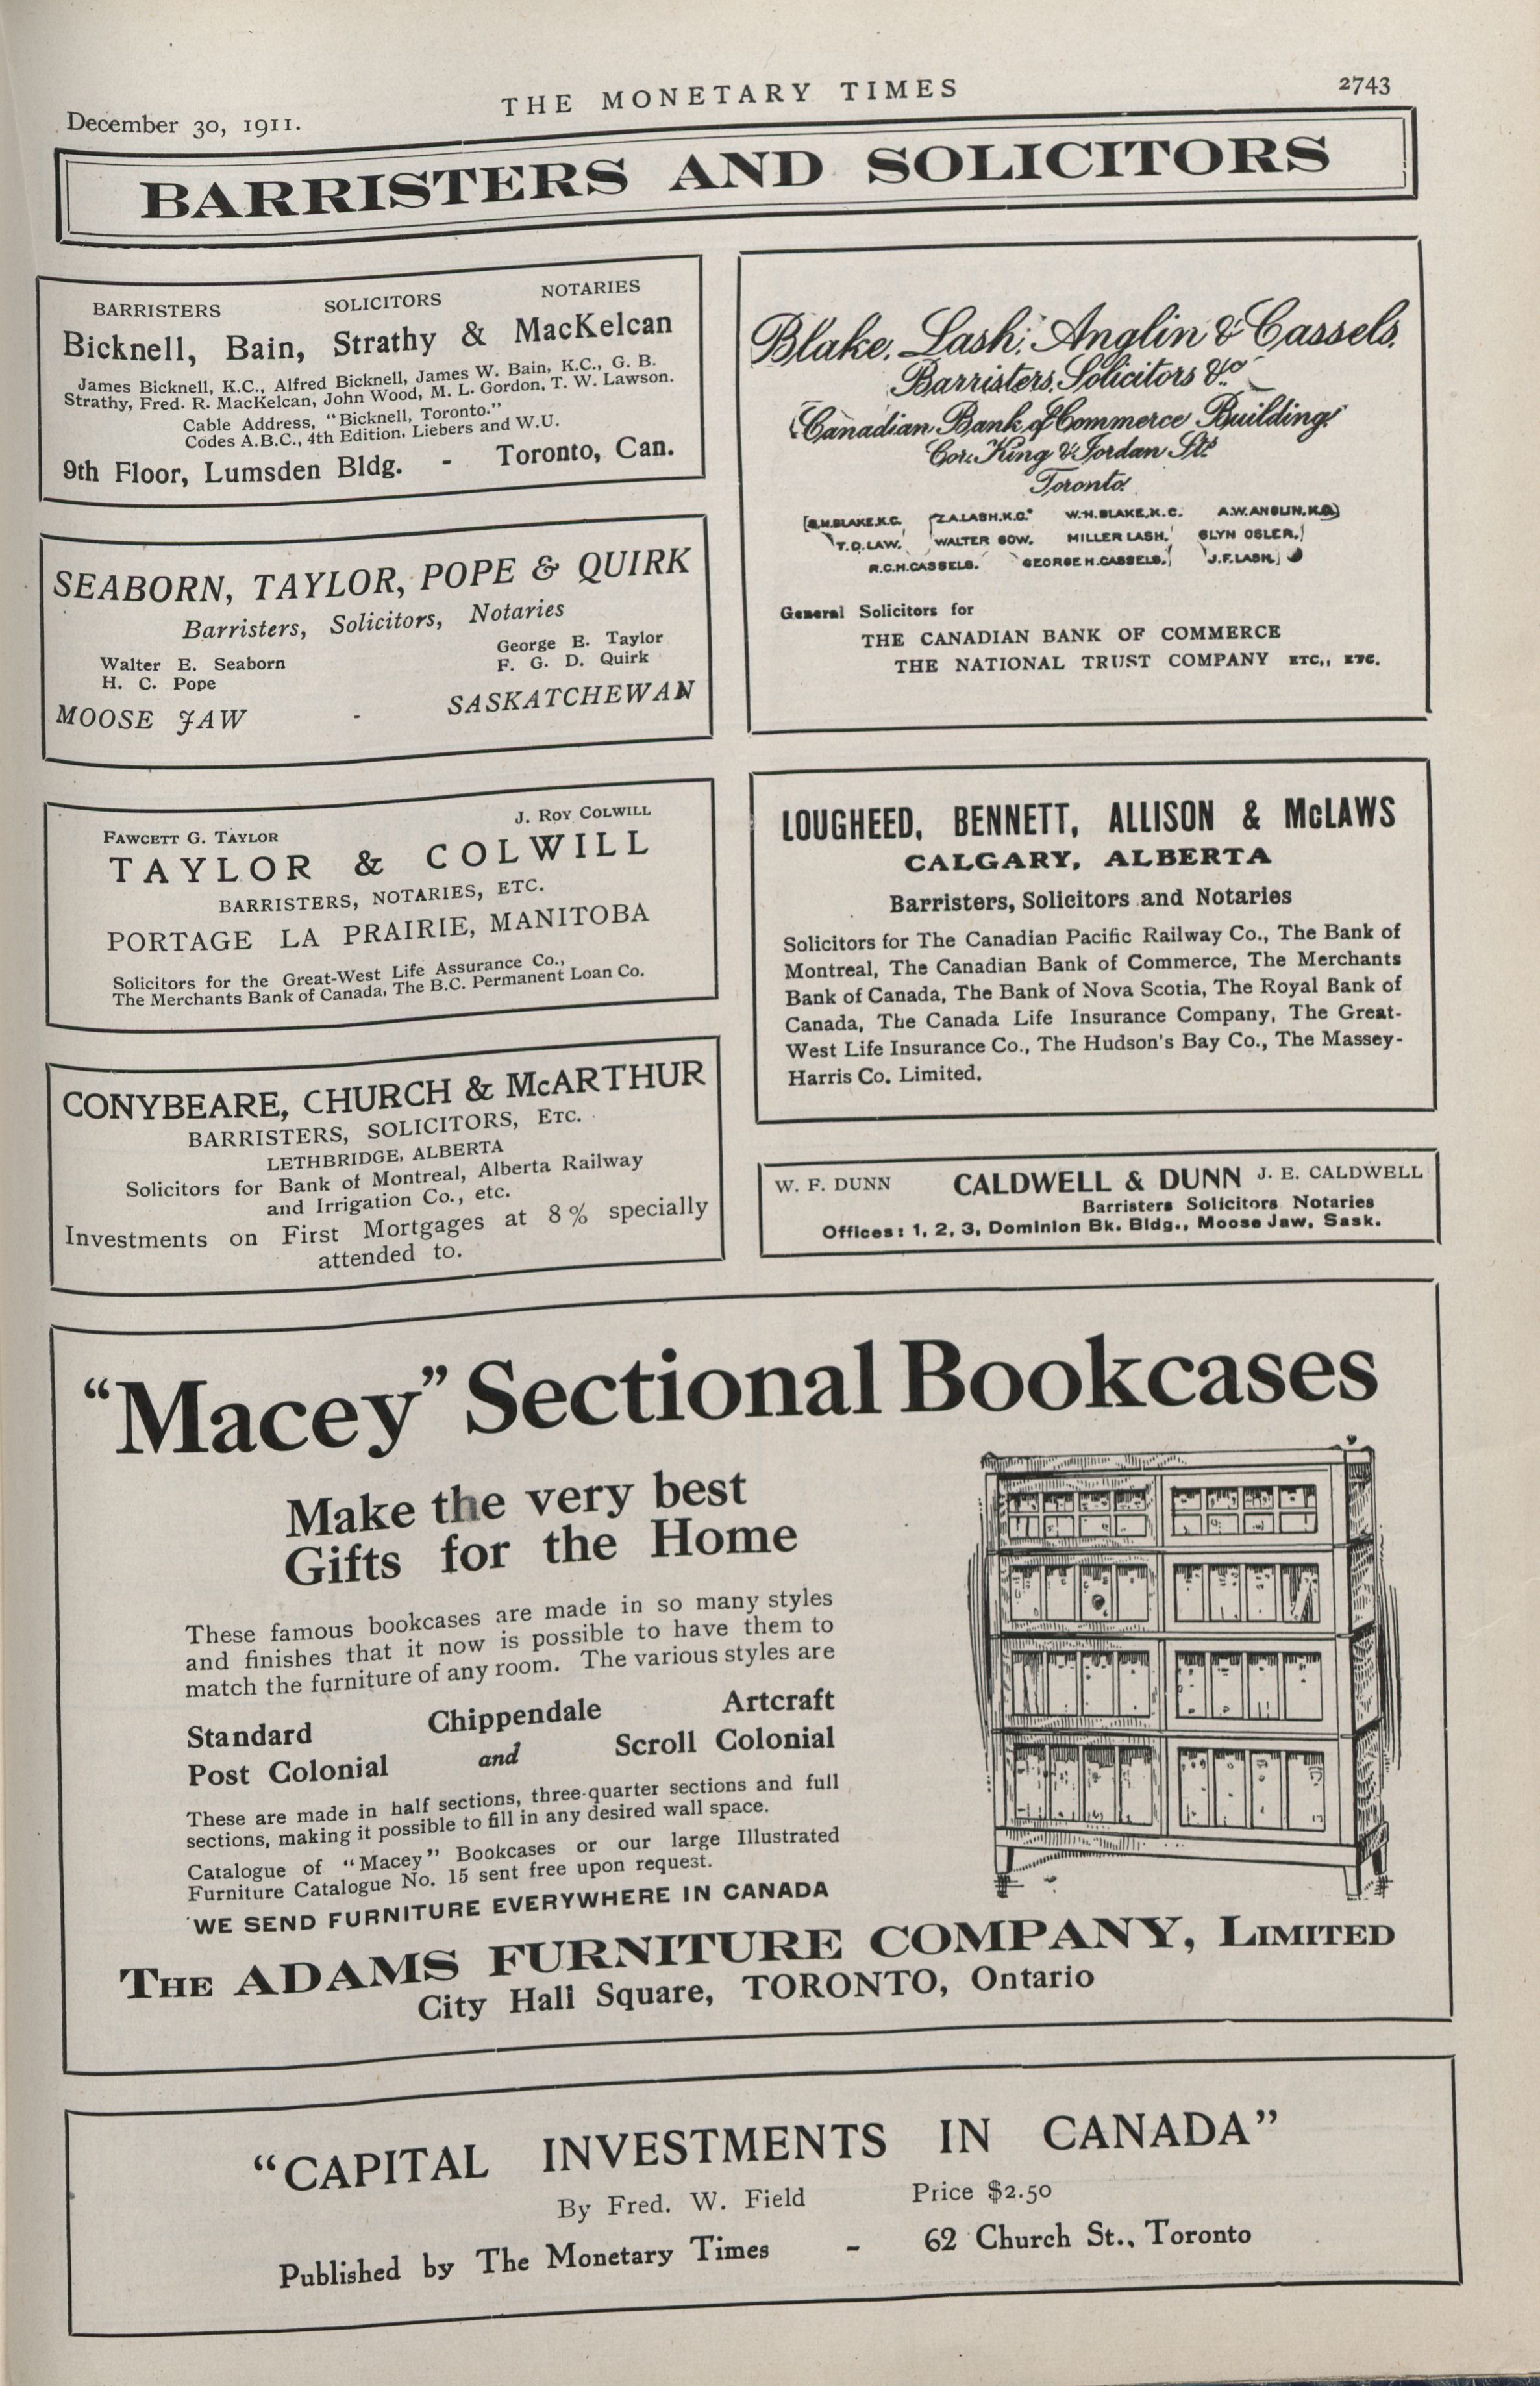 December 30, 1911.
THE MONETARY TIMES
2743
BARRISTERS AND SOLICITORS
BARRISTERS SOLICITORS NOTARIES
Bicknell, Bain, Strathy & MacKelcan
James Bicknell, K.C., Alfred Bicknell, James W. Bain, K.C., G. B.
Strathy, Fred. R. MacKelcan, John Wood, M. L. Gordon, T. W. Lawson.
Cable Address, "Bicknell, Toronto."
Codes A.B.C., 4th Edition. Liebers and W.U.
9th Floor, Lumsden Bldg. - Toronto, Can.
SEABORN, TAYLOR, POPE & QUIRK
Barristers, Solicitors, Notaries
Walter E. Seaborn George E. Taylor
H. C. Pope F. G. D. Quirk
MOOSE JAW - SASKATCHEWAN
FAWCETT G. TAYLOR J. ROY COLWILL
TAYLOR & COLWILL
BARRISTERS, NOTARIES, ETC.
PORTAGE LA PRAIRIE, MANITOBA
Solicitors for the Great-West Life Assurance Co.,
The Merchants Bank of Canada, The B.C. Permanent Loan Co.
CONYBEARE, CHURCH & McARTHUR
BARRISTERS, SOLICITORS, ETC.
LETHBRIDGE, ALBERTA
Solicitors for Bank of Montreal, Alberta Railway
and Irrigation Co., etc.
Investments on First Mortgages at 8% specially
attended to.
Blake, Lash, Anglin & Cassels,
Barristers, Solicitors &c
Canadian Bank of Commerce Building
Cor. King & Jordan Sts
Toronto.
S.H.BLAKE,K.C. Z.A.LASH,K.C. W.H.BLAKE,K.C. A.W.ANGLIN,K.C.
T.D.LAW. WALTER GOW. MILLER LASH. GLYN OSLER.
R.C.H.CASSELS. GEORGE H.CASSELS. J.F.LASH.
General Solicitors for
THE CANADIAN BANK OF COMMERCE
THE NATIONAL TRUST COMPANY ETC., ETC.
LOUGHEED, BENNETT, ALLISON & McLAWS
CALGARY, ALBERTA
Barristers, Solicitors and Notaries
Solicitors for The Canadian Pacific Railway Co., The Bank of
Montreal, The Canadian Bank of Commerce, The Merchants
Bank of Canada, The Bank of Nova Scotia, The Royal Bank of
Canada, The Canada Life Insurance Company, The Great-
West Life Insurance Co., The Hudson's Bay Co., The Massey-
Harris Co. Limited.
W. F. DUNN CALDWELL & DUNN J. E. CALDWELL
Barristers Solicitors Notaries
Offices: 1, 2, 3, Dominion Bk. Bldg., Moose Jaw, Sask.
"Macey" Sectional Bookcases
Make the very best
Gifts for the Home
These famous bookcases are made in so many styles
and finishes that it now is possible to have them to
match the furniture of any room. The various styles are
Standard Chippendale Artcraft
Post Colonial and Scroll Colonial
These are made in half sections, three-quarter sections and full
sections, making it possible to fill in any desired wall space.
Catalogue of "Macey" Bookcases or our large Illustrated
Furniture Catalogue No. 15 sent free upon request.
WE SEND FURNITURE EVERYWHERE IN CANADA
THE ADAMS FURNITURE COMPANY, LIMITED
City Hall Square, TORONTO, Ontario
"CAPITAL INVESTMENTS IN CANADA"
By Fred. W. Field Price $2.50
Published by The Monetary Times - 62 Church St., Toronto